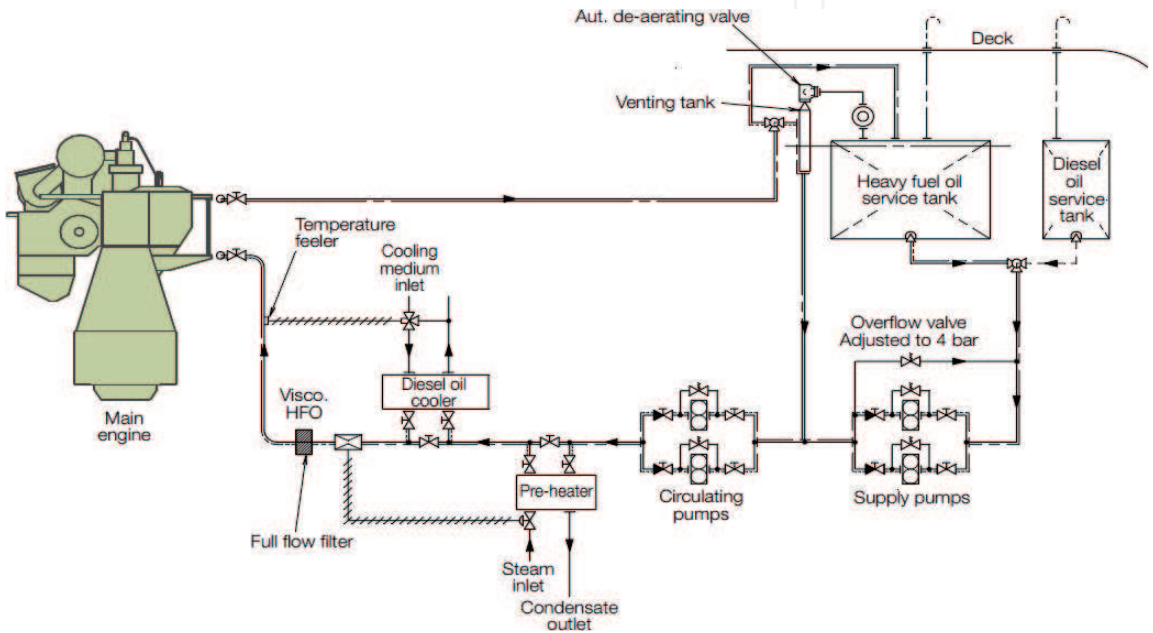 Aut. de-aerating valve
Deck
Venting tank
Heavy fuel oil
service tank
Diesel
oil
service
tank
Temperature
feeler
Cooling
medium
inlet
Overflow valve
Adjusted to 4 bar
Diesel oil
cooler
Visco.
HFO
Main
engine
Pre-heater
Circulating
pumps
Supply pumps
Full flow filter
Steam
inlet
Condensate
outlet